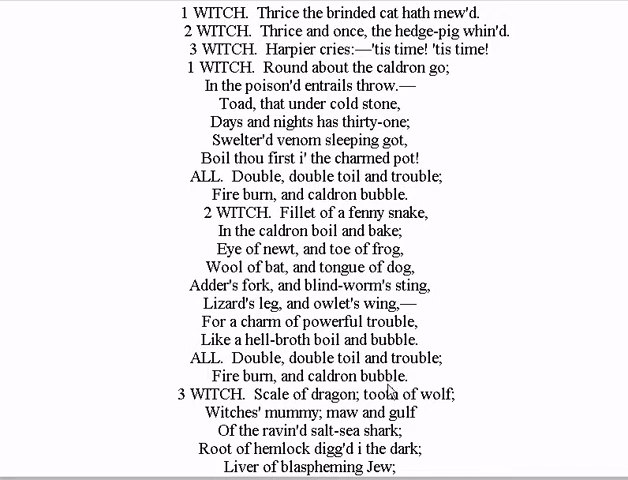 1 WITCH. Thrice the brinded cat hath mew'd.
2 WITCH. Thrice and once, the hedge-pig whin'd.
3 WITCH. Harpier cries:—'tis time! 'tis time!
1 WITCH. Round about the caldron go;
In the poison'd entrails throw.—
Toad, that under cold stone,
Days and nights has thirty-one;
Swelter'd venom sleeping got,
Boil thou first i' the charmed pot!
ALL. Double, double toil and trouble;
Fire burn, and caldron bubble.
2 WITCH. Fillet of a fenny snake,
In the caldron boil and bake;
Eye of newt, and toe of frog,
Wool of bat, and tongue of dog,
Adder's fork, and blind-worm's sting,
Lizard's leg, and owlet's wing,—
For a charm of powerful trouble,
Like a hell-broth boil and bubble.
ALL. Double, double toil and trouble;
Fire burn, and caldron bubble.
3 WITCH. Scale of dragon; tooth of wolf;
Witches' mummy; maw and gulf
Of the ravin'd salt-sea shark;
Root of hemlock digg'd i the dark;
Liver of blaspheming Jew;